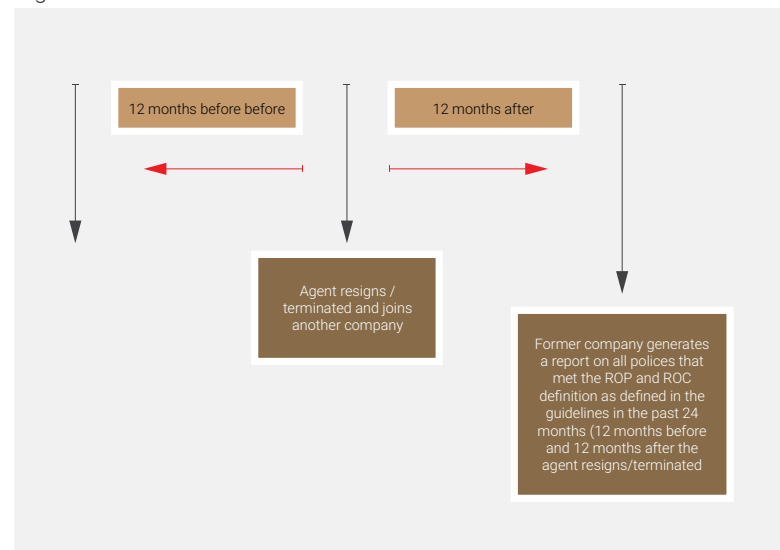 12 months before before
12 months after
Agent resigns /
terminated and joins
another company
Former company generates
a report on all polices that
met the ROP and ROC
definition as defined in the
guidelines in the past 24
months (12 months before
and 12 months after the
agent resigns/terminated